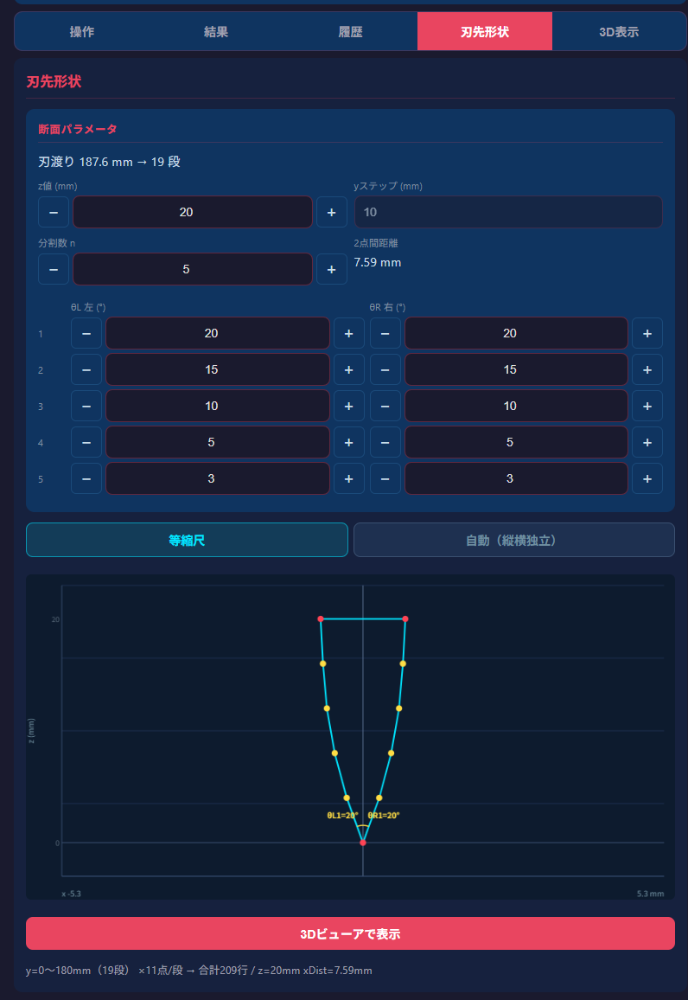 操作 結果 履歴 刃先形状 3D表示
刃先形状
断面パラメータ
刃渡り 187.6 mm → 19 段
z値 (mm) yステップ (mm)
− 20 + 10
分割数 n 2点間距離
− 5 + 7.59 mm
θL 左 (°) θR 右 (°)
1 − 20 + − 20 +
2 − 15 + − 15 +
3 − 10 + − 10 +
4 − 5 + − 5 +
5 − 3 + − 3 +
等縮尺 自動（縦横独立）
20
z (mm)
θL1=20° θR1=20°
0
x -5.3 5.3 mm
3Dビューアで表示
y=0〜180mm（19段） ×11点/段 → 合計209行 / z=20mm xDist=7.59mm